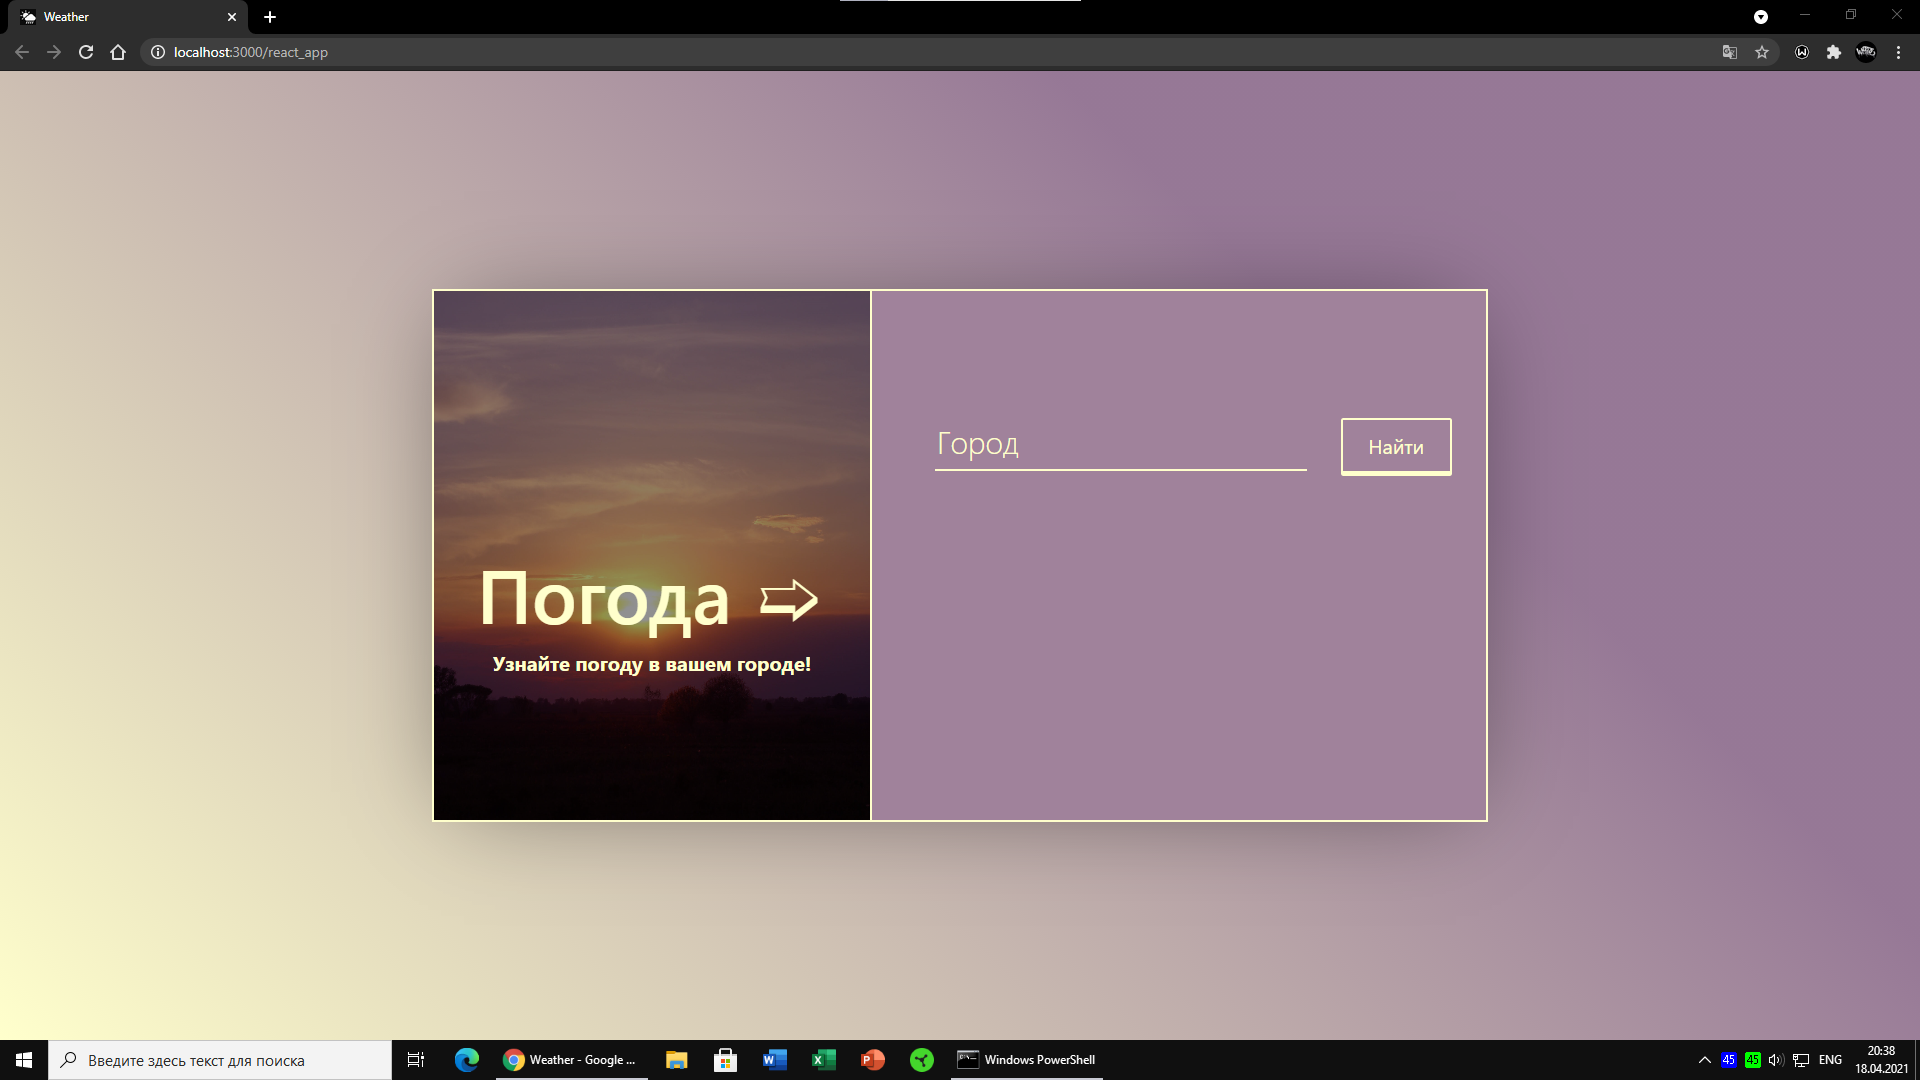 Weather
localhost:3000/react_app
Город
Найти
Погода ➩
Узнайте погоду в вашем городе!
Введите здесь текст для поиска
Weather - Google ...
Windows PowerShell
45
45
ENG
20:38
18.04.2021